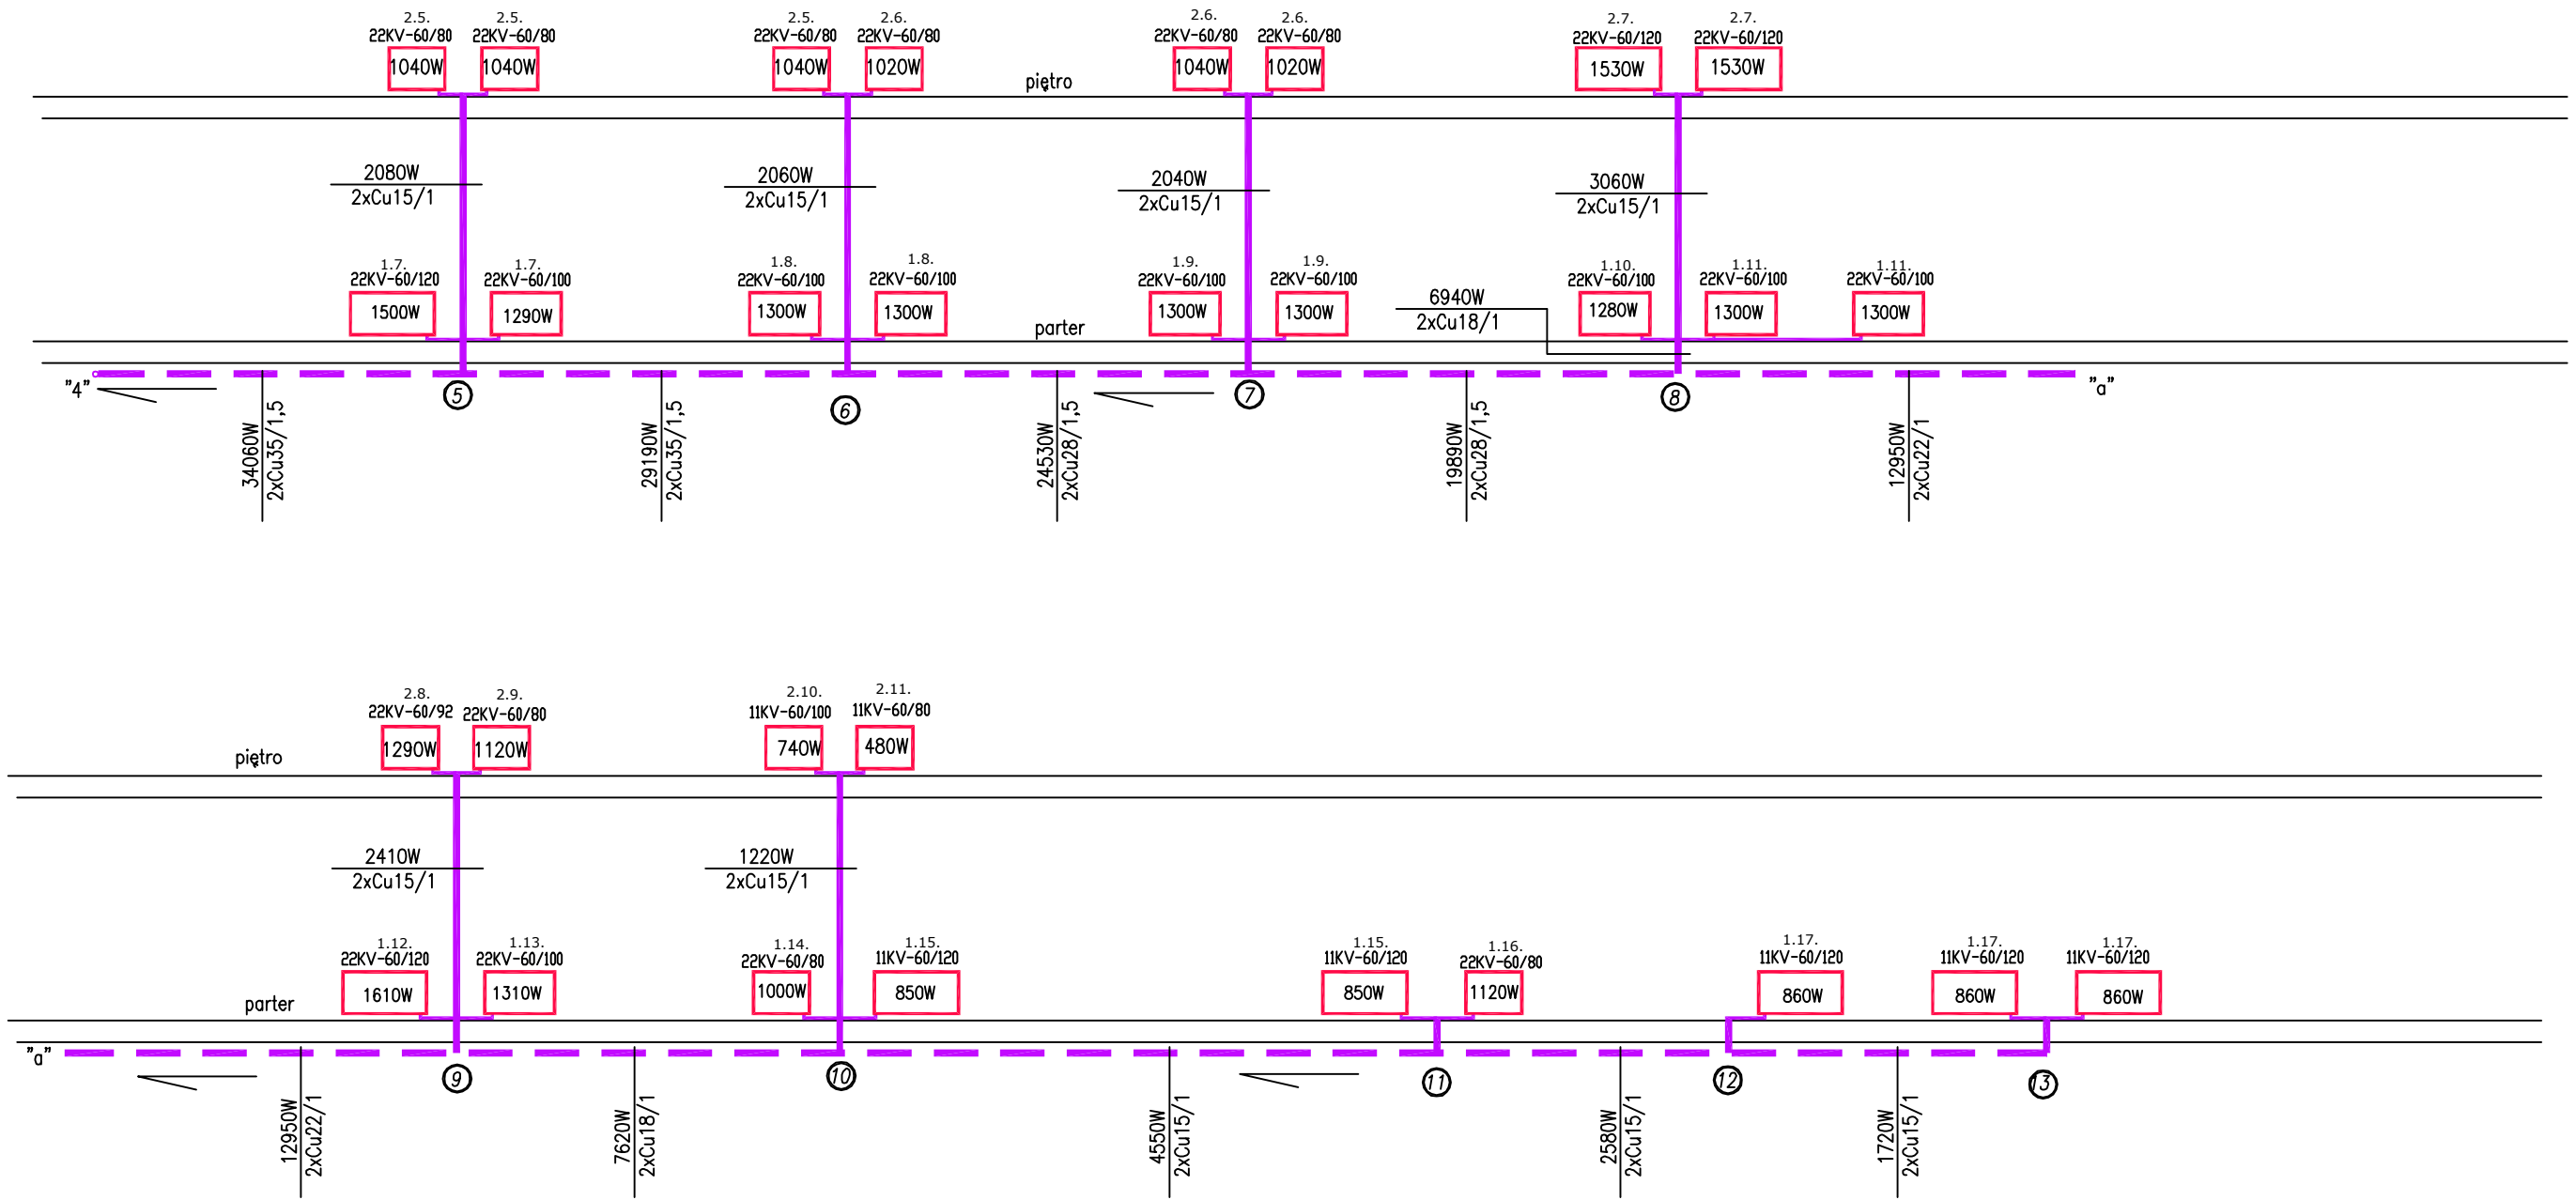 2.5. 2.5. 2.5. 2.6. 2.6. 2.6. 2.7. 2.7.
22KV-60/80 22KV-60/80 22KV-60/80 22KV-60/80 22KV-60/80 22KV-60/80 22KV-60/120 22KV-60/120
1040W 1040W 1040W 1020W 1040W 1020W 1530W 1530W
piętro
2080W 2060W 2040W 3060W
2xCu15/1 2xCu15/1 2xCu15/1 2xCu15/1
1.7. 1.7. 1.8. 1.8. 1.9. 1.9. 1.10. 1.11. 1.11.
22KV-60/120 22KV-60/100 22KV-60/100 22KV-60/100 22KV-60/100 22KV-60/100 22KV-60/100 22KV-60/100 22KV-60/100
1500W 1290W 1300W 1300W 1300W 1300W 1280W 1300W 1300W
6940W
2xCu18/1
parter
"4" 5 6 7 8 "a"
34060W
2xCu35/1,5
29190W
2xCu35/1,5
24530W
2xCu28/1,5
19890W
2xCu28/1,5
12950W
2xCu22/1
2.8. 2.9. 2.10. 2.11.
22KV-60/92 22KV-60/80 11KV-60/100 11KV-60/80
1290W 1120W 740W 480W
piętro
2410W 1220W
2xCu15/1 2xCu15/1
1.12. 1.13. 1.14. 1.15. 1.15. 1.16. 1.17. 1.17. 1.17.
22KV-60/120 22KV-60/100 22KV-60/80 11KV-60/120 11KV-60/120 22KV-60/80 11KV-60/120 11KV-60/120 11KV-60/120
1610W 1310W 1000W 850W 850W 1120W 860W 860W 860W
parter
"a" 9 10 11 12 13
12950W
2xCu22/1
7620W
2xCu18/1
4550W
2xCu15/1
2580W
2xCu15/1
1720W
2xCu15/1